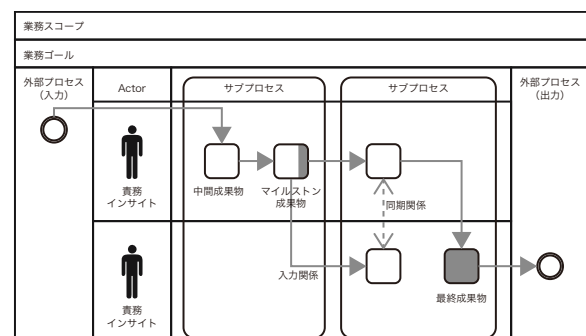 業務スコープ
業務ゴール
外部プロセス
（入力）
Actor
サブプロセス
サブプロセス
外部プロセス
（出力）
責務
インサイト
中間成果物
マイルストン
成果物
同期関係
入力関係
最終成果物
責務
インサイト